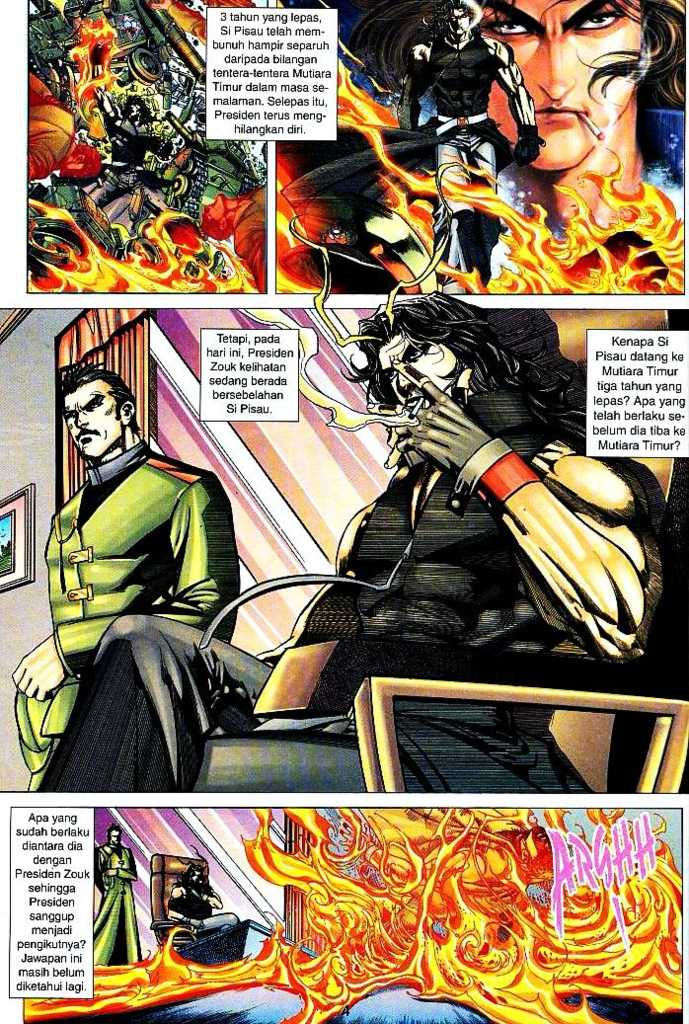 3 tahun yang lepas,
Si Pisau telah mem-
bunuh hampir separuh
daripada bilangan
tentera-tentera Mutiara
Timur dalam masa se-
malaman. Selepas itu,
Presiden terus meng-
hilangkan diri.
Tetapi, pada
hari ini, Presiden
Zouk kelihatan
sedang berada
bersebelahan
Si Pisau.
Kenapa Si
Pisau datang ke
Mutiara Timur
tiga tahun yang
lepas? Apa yang
telah berlaku se-
belum dia tiba ke
Mutiara Timur?
Apa yang
sudah berlaku
diantara dia
dengan
Presiden Zouk
sehingga
Presiden
sanggup
menjadi
pengikutnya?
Jawapan ini
masih belum
diketahui lagi.
ARGHH!